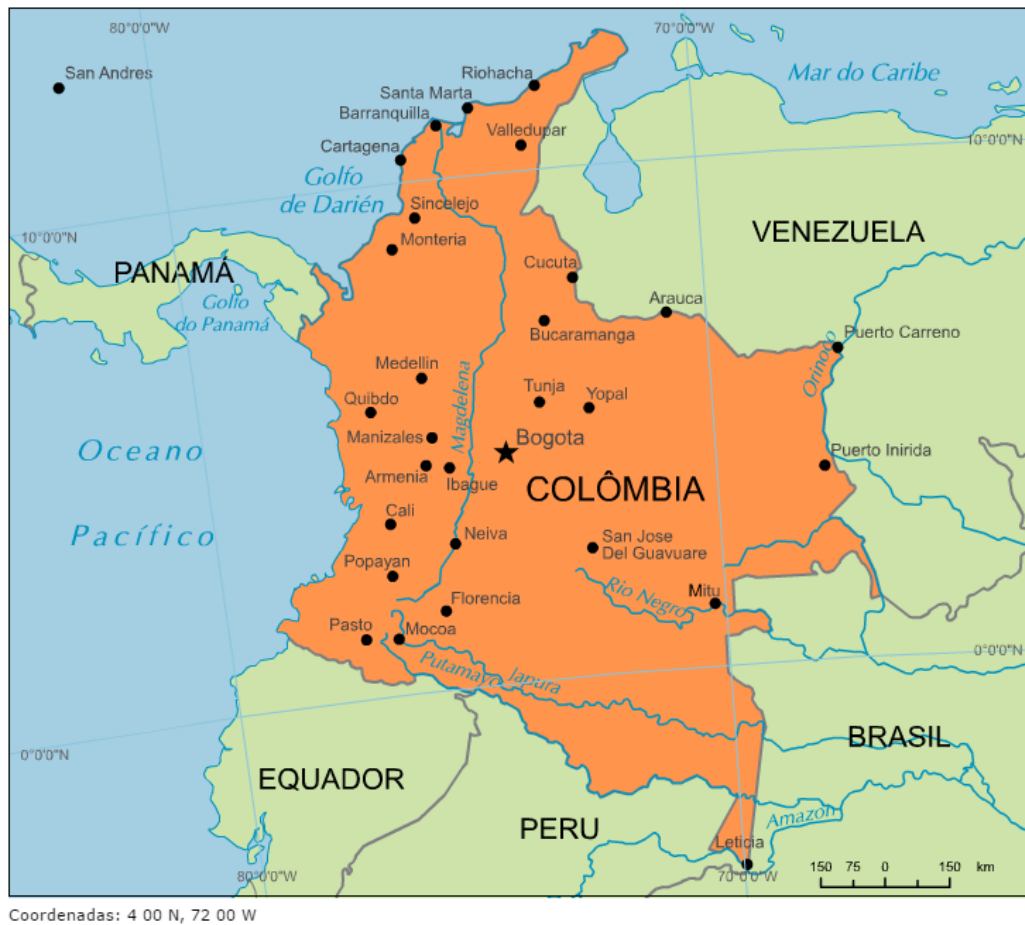 80°0'0"W
70°0'0"W
San Andres
Riohacha
Mar do Caribe
Santa Marta
Barranquilla
Valledupar
10°0'0"N
Cartagena
Golfo
de Darién
Sincelejo
10°0'0"N
Monteria
VENEZUELA
PANAMÁ
Cucuta
Golfo
do Panamá
Arauca
Bucaramanga
Puerto Carreno
Orinoco
Medellin
Magdelena
Tunja
Yopal
Quibdo
Manizales
Bogota
Oceano
Pacífico
Puerto Inirida
Armenia
Ibague
COLÔMBIA
Cali
Neiva
San Jose
Del Guavuare
Popayan
Rio Negro
Mitu
Florencia
Pasto
Mocoa
Putamayo
Japura
0°0'0"N
0°0'0"N
BRASIL
EQUADOR
PERU
Amazon
Leticia
80°0'0"W
70°0'0"W
150 75 0 150 km
Coordenadas: 4 00 N, 72 00 W